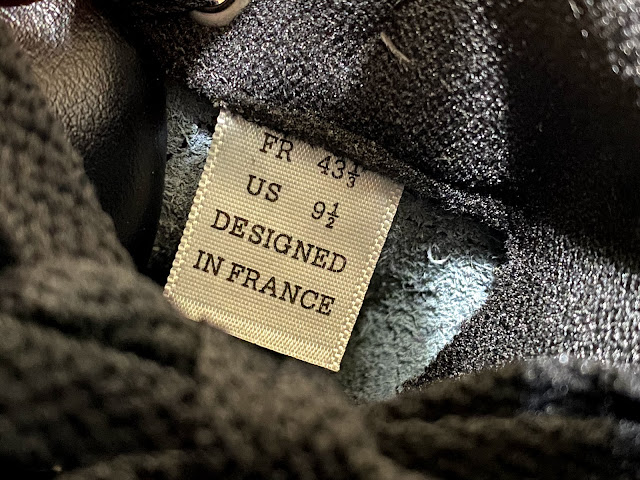 FR 43⅓
US 9½
DESIGNED
IN FRANCE